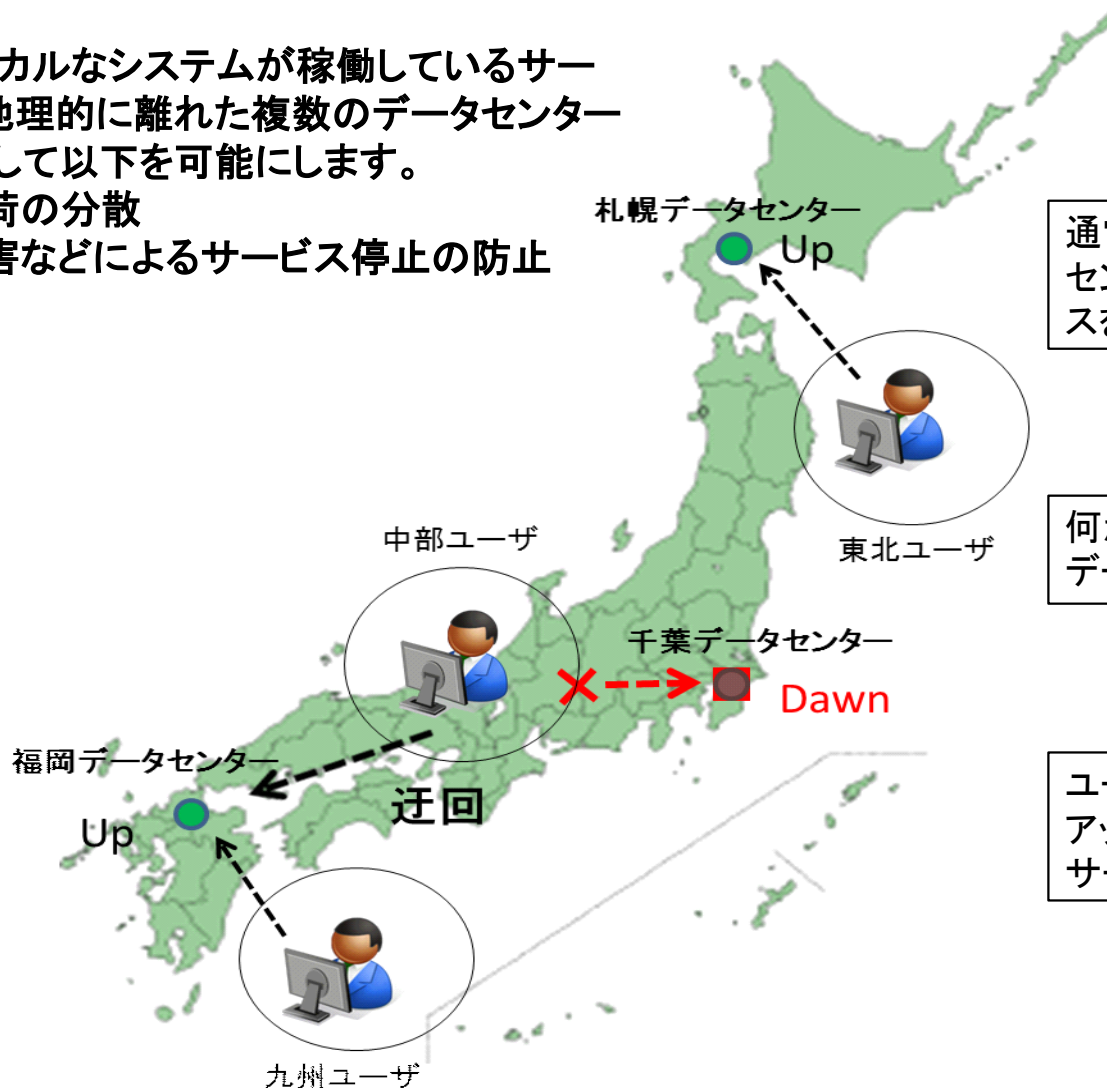 カルなシステムが稼働しているサー
地理的に離れた複数のデータセンター
して以下を可能にします。
荷の分散
害などによるサービス停止の防止
札幌データセンター
Up
通
セン
スを
東北ユーザ
中部ユーザ
何か
デー
千葉データセンター
Dawn
福岡データセンター
Up
迂回
ユー
アッ
サー
九州ユーザ